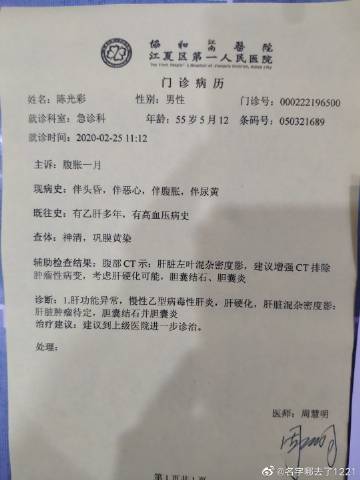 協和江南醫院
江夏区第一人民医院
门诊病历
姓名：陈光彩 性别：男性 门诊号：000222196500
就诊科室：急诊科 年龄：55岁5月12 条码号：050321689
就诊时间：2020-02-25 11:12
主诉：腹胀一月
现病史：伴头昏，伴恶心，伴腹胀，伴尿黄
既往史：有乙肝多年，有高血压病史
查体：神清，巩膜黄染
辅助检查结果：腹部CT示：肝脏左叶混杂密度影，建议增强CT排除
肿瘤性病变，考虑肝硬化可能，胆囊结石、胆囊炎
诊断：1.肝功能异常，慢性乙型病毒性肝炎，肝硬化，肝脏混杂密度影：
肝脏肿瘤待定，胆囊结石并胆囊炎
治疗建议：建议到上级医院进一步诊治。
处理：
医师：周慧明
第1页共1页
@名字哪去了1221